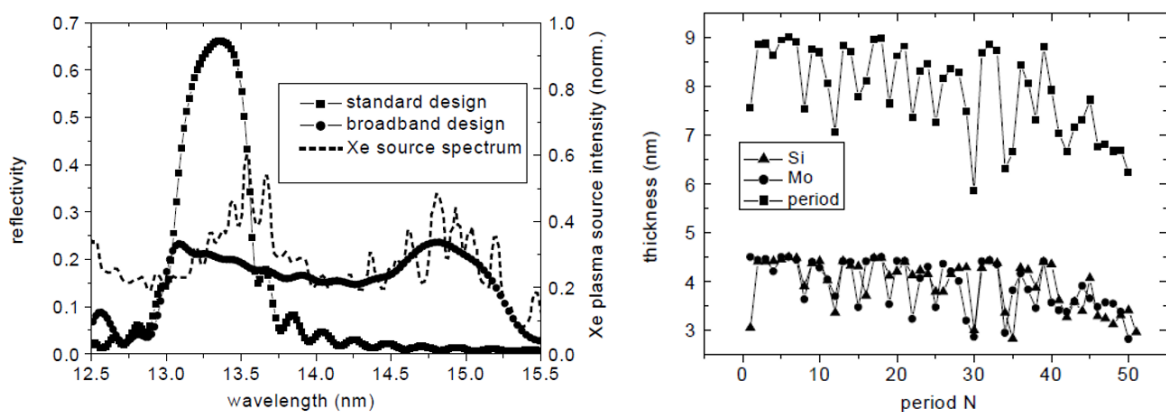 0.7
0.6
0.5
0.4
0.3
0.2
0.1
0.0
reflectivity
1.0
0.8
0.6
0.4
0.2
0.0
Xe plasma source intensity (norm.)
standard design
broadband design
Xe source spectrum
12.5 13.0 13.5 14.0 14.5 15.0 15.5
wavelength (nm)
9
8
7
6
5
4
3
thickness (nm)
Si
Mo
period
0 10 20 30 40 50
period N